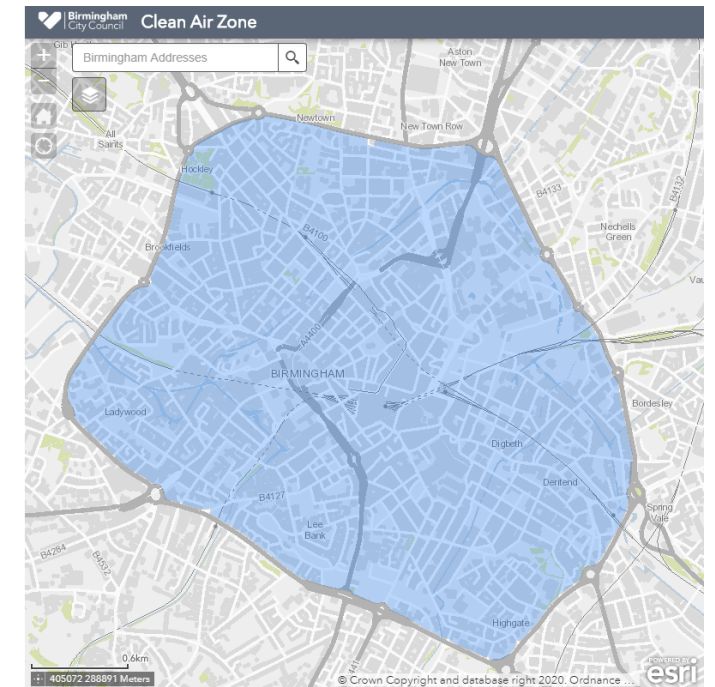 Birmingham
City Council
Clean Air Zone
Birmingham Addresses
Aston
New Town
Newtown
New Town Row
All
Saints
Hockley
B4133
B4132
Nechells
Green
B4100
Brookfields
A4400
BIRMINGHAM
Ladywood
Bordesley
Digbeth
B4127
Deritend
Lee
Bank
Spring
Vale
B4284
B4532
Highgate
0.6km
405072 288891 Meters
© Crown Copyright and database right 2020. Ordnance ...
POWERED BY
esri